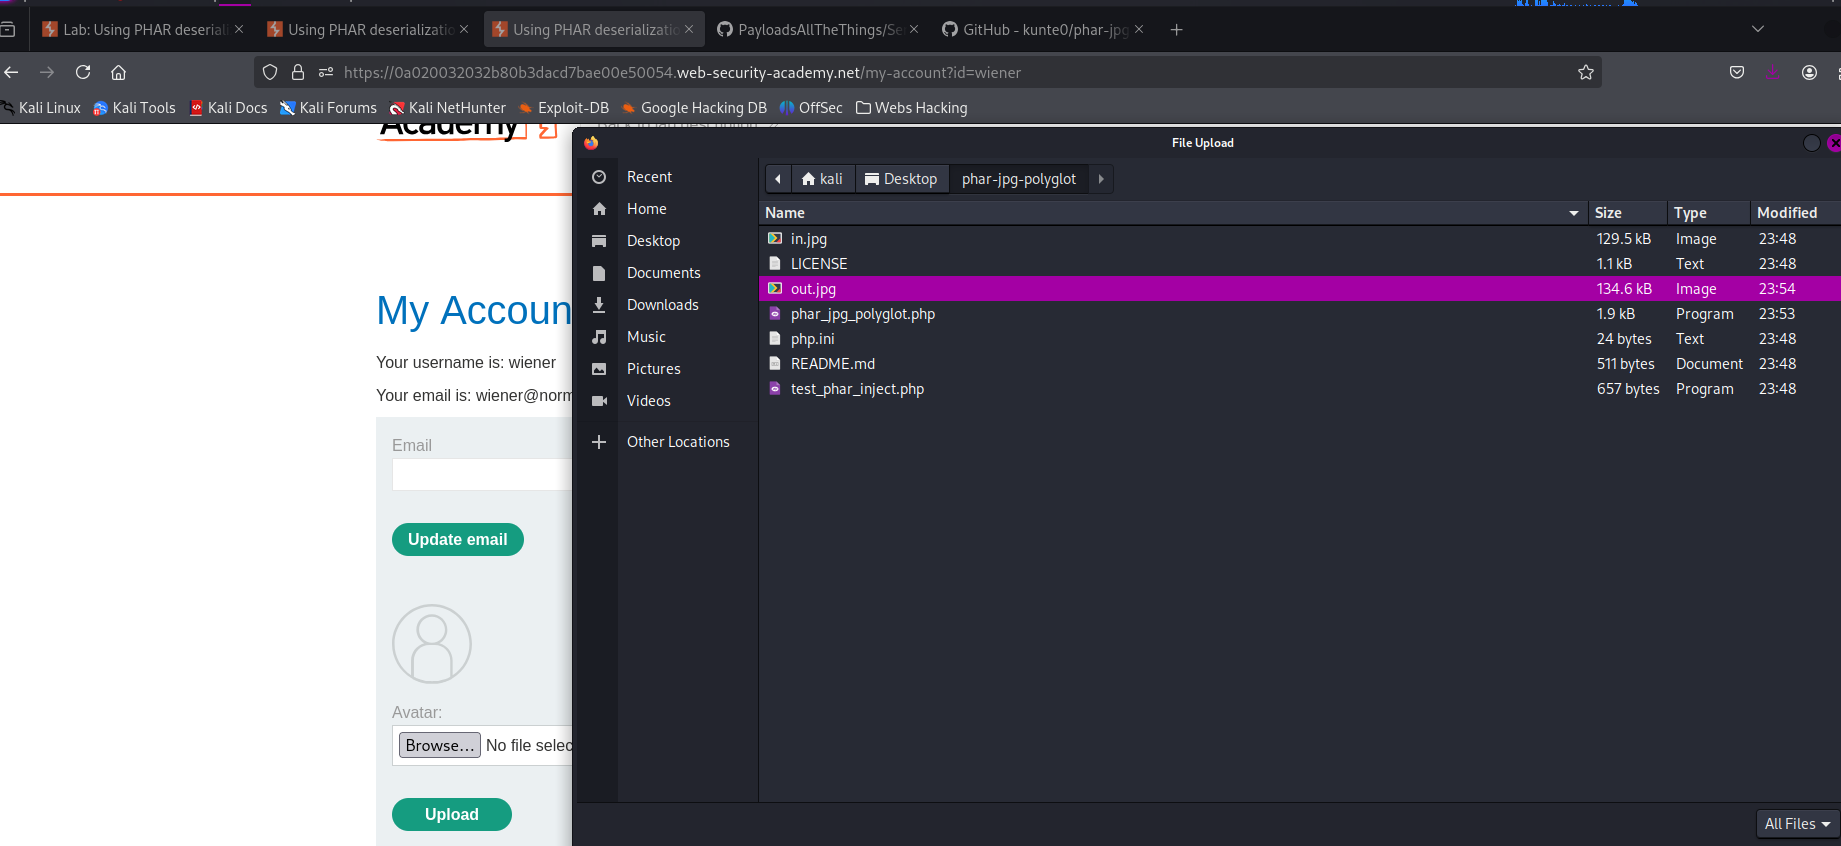 Lab: Using PHAR deseriali
Using PHAR deserializatio
Using PHAR deserializatio
PayloadsAllTheThings/Se
GitHub - kunte0/phar-jpg
https://0a020032032b80b3dacd7bae00e50054.web-security-academy.net/my-account?id=wiener
Kali Linux
Kali Tools
Kali Docs
Kali Forums
Kali NetHunter
Exploit-DB
Google Hacking DB
OffSec
Webs Hacking
Academy
My Accoun
Your username is: wiener
Your email is: wiener@norm
Email
Update email
Avatar:
Browse... No file selec
Upload
File Upload
Recent
Home
Desktop
Documents
Downloads
Music
Pictures
Videos
Other Locations
kali Desktop phar-jpg-polyglot
Name Size Type Modified
in.jpg 129.5 kB Image 23:48
LICENSE 1.1 kB Text 23:48
out.jpg 134.6 kB Image 23:54
phar_jpg_polyglot.php 1.9 kB Program 23:53
php.ini 24 bytes Text 23:48
README.md 511 bytes Document 23:48
test_phar_inject.php 657 bytes Program 23:48
All Files